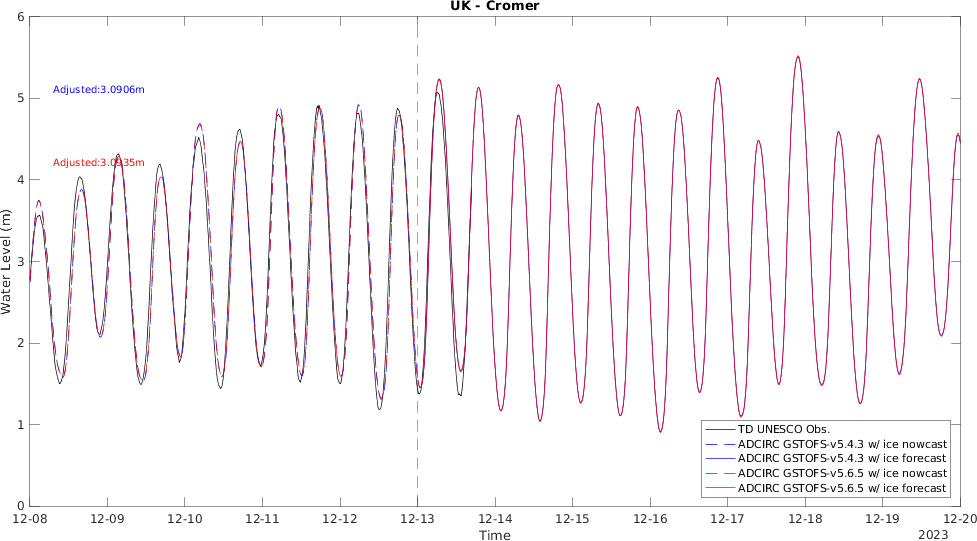 UK - Cromer
6
5
4
3
2
1
0
Water Level (m)
Adjusted:3.0906m
Adjusted:3.0935m
TD UNESCO Obs.
ADCIRC GSTOFS-v5.4.3 w/ ice nowcast
ADCIRC GSTOFS-v5.4.3 w/ ice forecast
ADCIRC GSTOFS-v5.6.5 w/ ice nowcast
ADCIRC GSTOFS-v5.6.5 w/ ice forecast
12-08 12-09 12-10 12-11 12-12 12-13 12-14 12-15 12-16 12-17 12-18 12-19 12-20
Time
2023